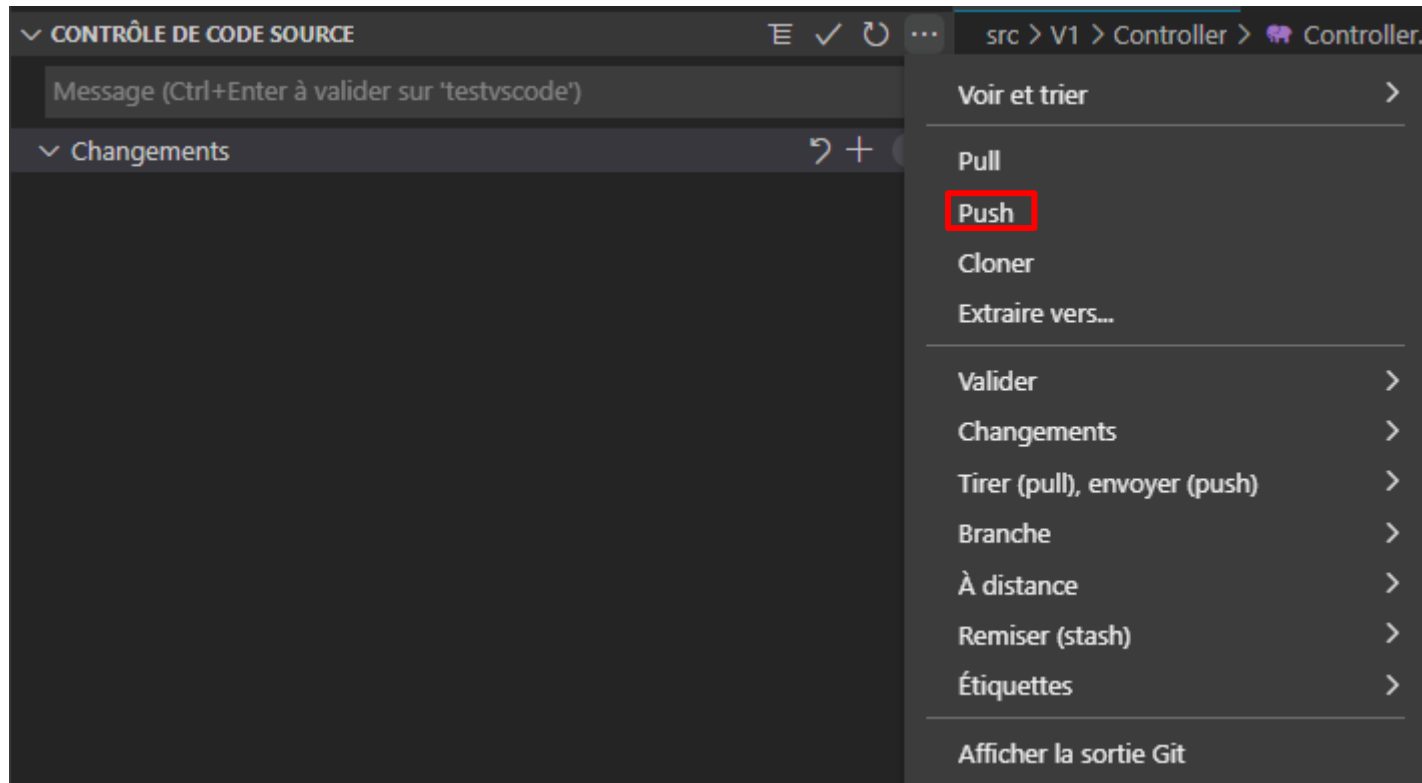 CONTRÔLE DE CODE SOURCE
src > V1 > Controller > Controller.
Message (Ctrl+Enter à valider sur 'testvscode')
Changements
Voir et trier
Pull
Push
Cloner
Extraire vers...
Valider
Changements
Tirer (pull), envoyer (push)
Branche
À distance
Remiser (stash)
Étiquettes
Afficher la sortie Git